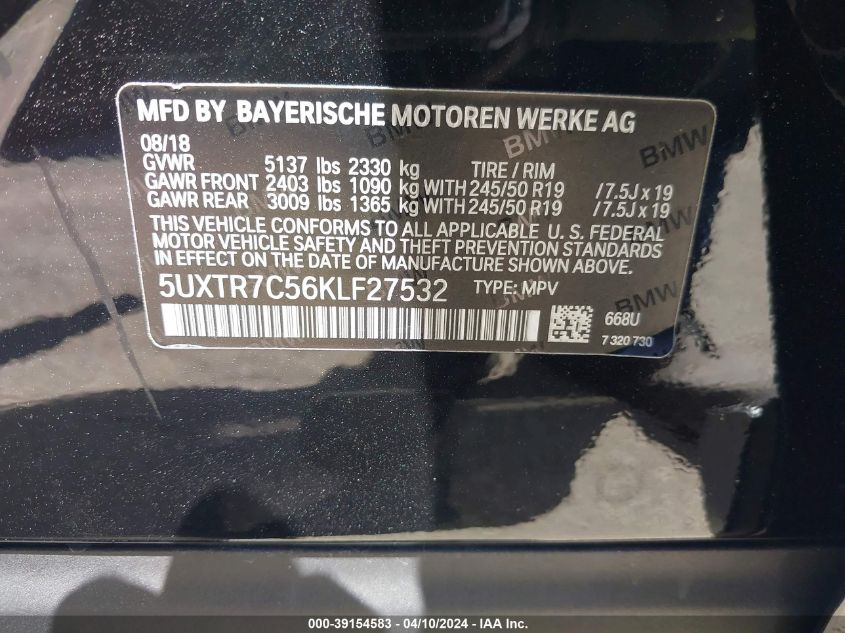 MFD BY BAYERISCHE MOTOREN WERKE AG
08/18
GVWR 5137 lbs 2330 kg TIRE / RIM
GAWR FRONT 2403 lbs 1090 kg WITH 245/50 R19 /7.5J x 19
GAWR REAR 3009 lbs 1365 kg WITH 245/50 R19 /7.5J x 19
THIS VEHICLE CONFORMS TO ALL APPLICABLE U. S. FEDERAL
MOTOR VEHICLE SAFETY AND THEFT PREVENTION STANDARDS
IN EFFECT ON THE DATE OF MANUFACTURE SHOWN ABOVE.
5UXTR7C56KLF27532 TYPE: MPV
668U
7 320 730
BMW
BMW
BMW
BMW
000-39154583 - 04/10/2024 - IAA Inc.